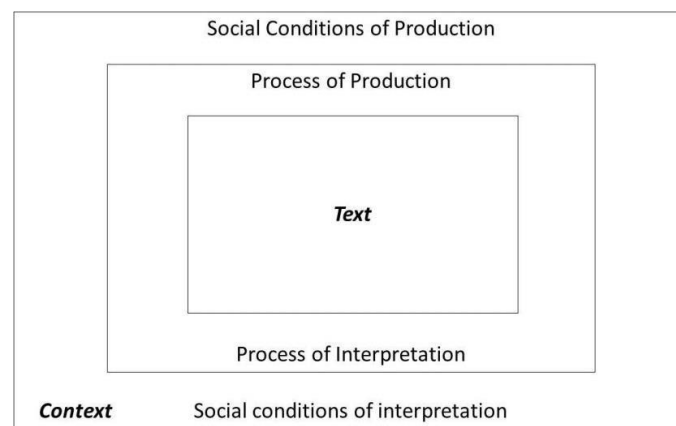 Social Conditions of Production
Process of Production
Text
Process of Interpretation
Context Social conditions of interpretation